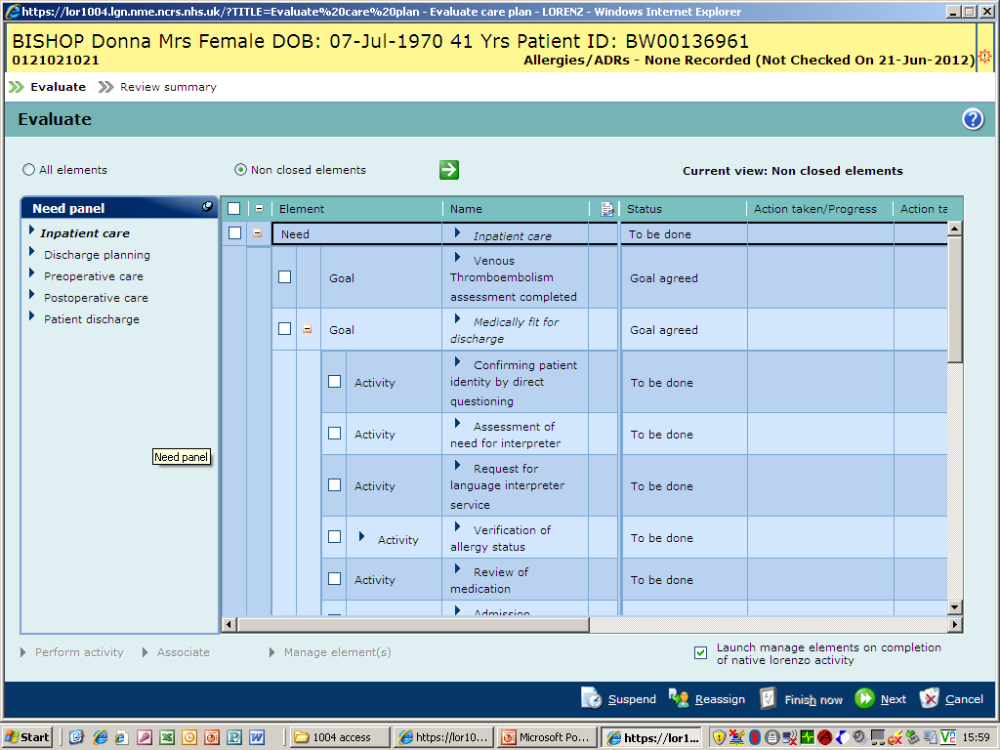 https://lor1004.lgn.nme.ncrs.nhs.uk/?TITLE=Evaluate%20care%20plan - Evaluate care plan - LORENZ - Windows Internet Explorer
BISHOP Donna Mrs Female DOB: 07-Jul-1970 41 Yrs Patient ID: BW00136961
0121021021 Allergies/ADRs - None Recorded (Not Checked On 21-Jun-2012)
Evaluate Review summary
Evaluate
All elements Non closed elements Current view: Non closed elements
Need panel
Inpatient care
Discharge planning
Preoperative care
Postoperative care
Patient discharge
Need panel
Element Name Status Action taken/Progress Action ta
Need Inpatient care To be done
Goal Venous
Thromboembolism
assessment completed Goal agreed
Goal Medically fit for
discharge Goal agreed
Activity Confirming patient
identity by direct
questioning To be done
Activity Assessment of
need for interpreter To be done
Activity Request for
language interpreter
service To be done
Activity Verification of
allergy status To be done
Activity Review of
medication To be done
Admission
Perform activity Associate Manage element(s)
Launch manage elements on completion
of native lorenzo activity
Suspend Reassign Finish now Next Cancel
Start 1004 access https://lor10... Microsoft Po... https://lor1... 15:59